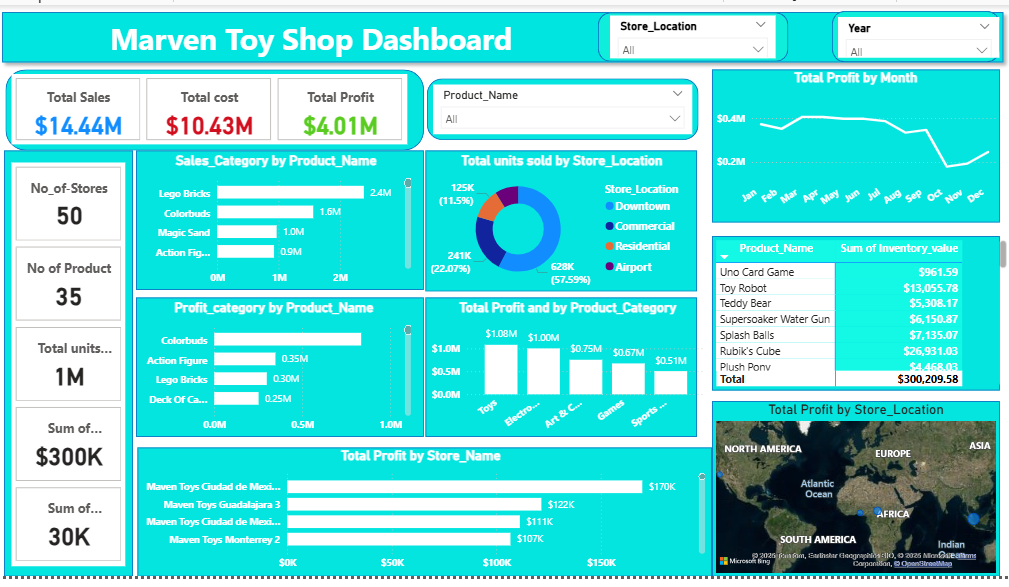 Marven Toy Shop Dashboard
Store_Location
All
Year
All
Total Sales
$14.44M
Total cost
$10.43M
Total Profit
$4.01M
Product_Name
All
Total Profit by Month
$0.4M
$0.2M
Jan
Feb
Mar
Apr
May
Jun
Jul
Aug
Sep
Oct
Nov
Dec
No_of-Stores
50
No of Product
35
Total units...
1M
Sum of...
$300K
Sum of...
30K
Sales_Category by Product_Name
Lego Bricks
2.4M
Colorbuds
1.6M
Magic Sand
1.0M
Action Fig...
0.9M
0M
1M
2M
Total units sold by Store_Location
125K
(11.5%)
241K
(22.07%)
628K
(57.59%)
Store_Location
Downtown
Commercial
Residential
Airport
Product_Name
Sum of Inventory_value
Uno Card Game
$961.59
Toy Robot
$13,055.78
Teddy Bear
$5,308.17
Supersoaker Water Gun
$6,150.87
Splash Balls
$7,135.07
Rubik's Cube
$26,931.03
Plush Pony
$4,468.03
Total
$300,209.58
Profit_category by Product_Name
Colorbuds
Action Figure
0.35M
Lego Bricks
0.30M
Deck Of Ca...
0.25M
0.0M
0.5M
1.0M
Total Profit and by Product_Category
$1.0M
$0.5M
$0.0M
$1.08M
$1.00M
$0.75M
$0.67M
$0.51M
Toys
Electro...
Art & C...
Games
Sports ...
Total Profit by Store_Name
Maven Toys Ciudad de Mexi...
$170K
Maven Toys Guadalajara 3
$122K
Maven Toys Ciudad de Mexi...
$111K
Maven Toys Monterrey 2
$107K
$0K
$50K
$100K
$150K
Total Profit by Store_Location
NORTH AMERICA
EUROPE
ASIA
Atlantic
Ocean
AFRICA
SOUTH AMERICA
Indian
Ocean
Microsoft Bing
Corporation, © OpenStreetMap